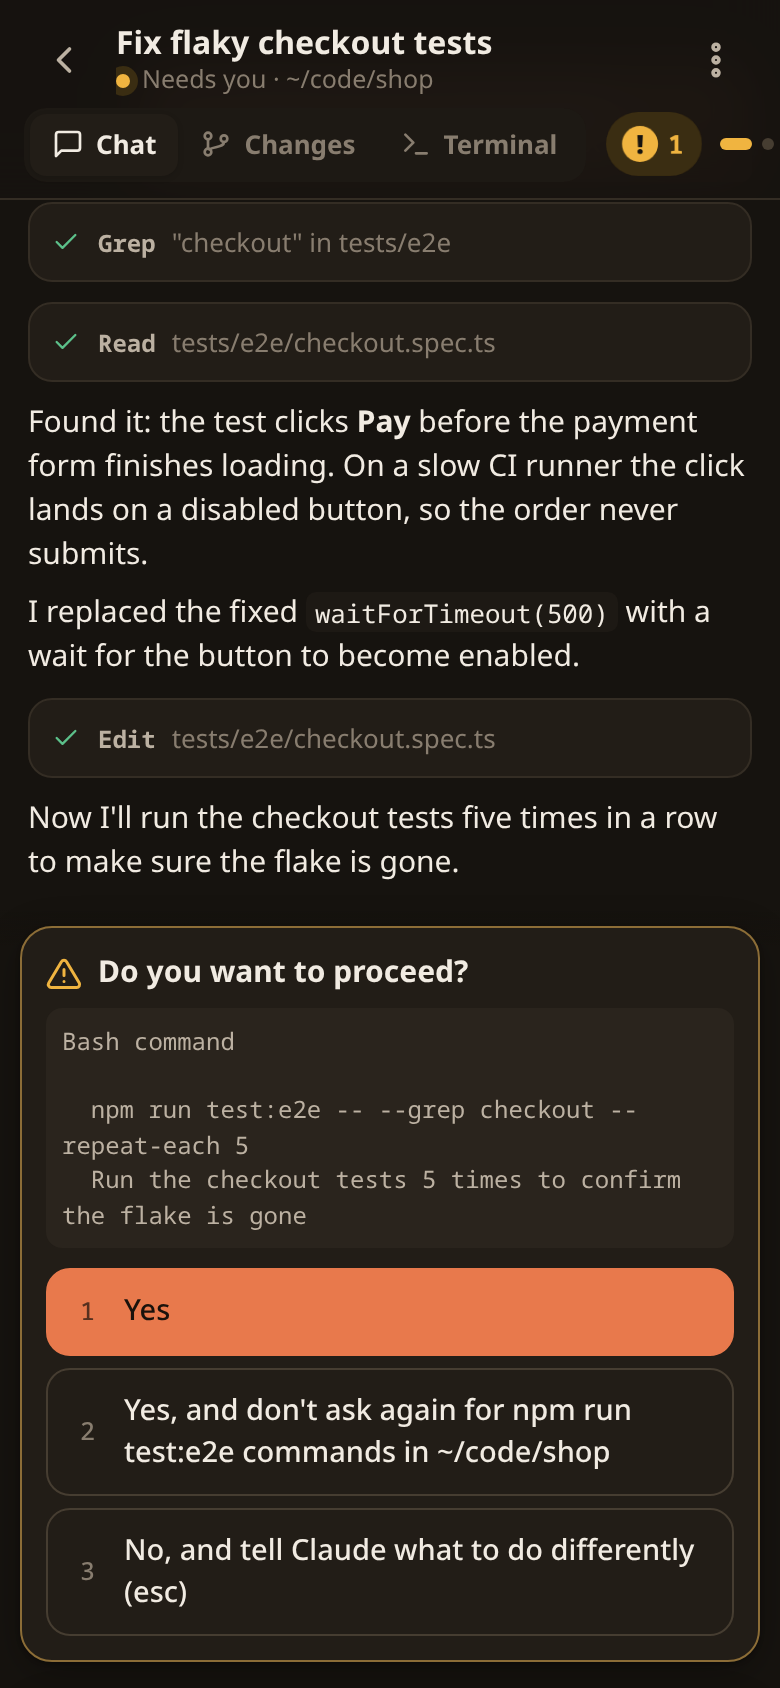 Fix flaky checkout tests
Needs you · ~/code/shop
Chat
Changes
Terminal
! 1
Grep "checkout" in tests/e2e
Read tests/e2e/checkout.spec.ts
Found it: the test clicks Pay before the payment
form finishes loading. On a slow CI runner the click
lands on a disabled button, so the order never
submits.
I replaced the fixed waitForTimeout(500) with a
wait for the button to become enabled.
Edit tests/e2e/checkout.spec.ts
Now I'll run the checkout tests five times in a row
to make sure the flake is gone.
Do you want to proceed?
Bash command
npm run test:e2e -- --grep checkout --
repeat-each 5
Run the checkout tests 5 times to confirm
the flake is gone
1 Yes
2 Yes, and don't ask again for npm run
test:e2e commands in ~/code/shop
3 No, and tell Claude what to do differently
(esc)